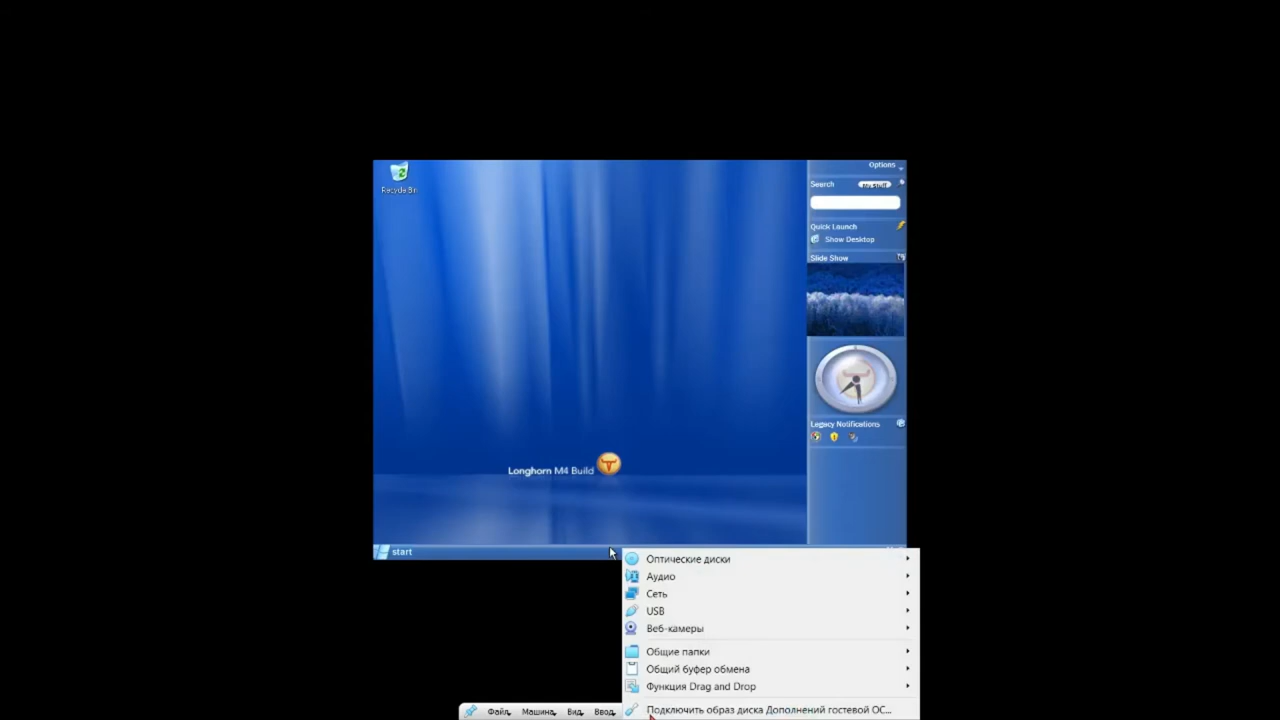 Recycle Bin
Options
Search My Stuff
Quick Launch
Show Desktop
Slide Show
Legacy Notifications
Longhorn M4 Build
start
Оптические диски
Аудио
Сеть
USB
Веб-камеры
Общие папки
Общий буфер обмена
Функция Drag and Drop
Подключить образ диска Дополнений гостевой ОС...
Файл Машина Вид Ввод